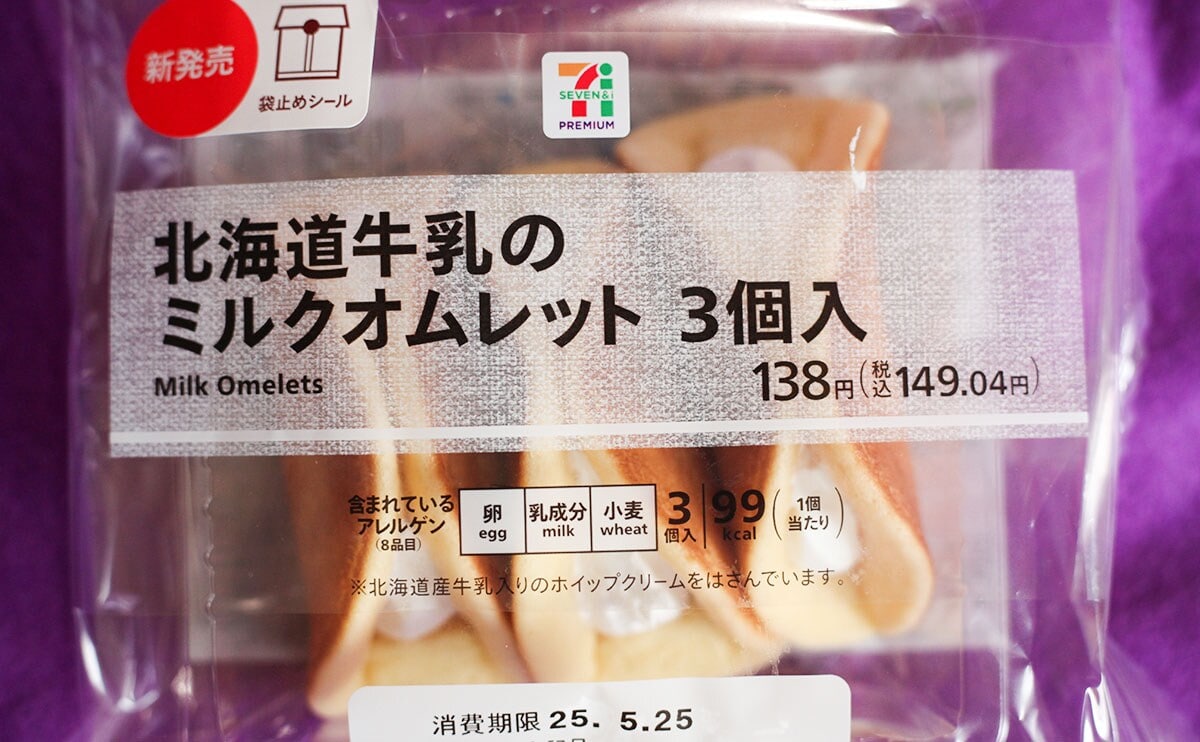 新発売
袋止めシール
SEVEN&i
PREMIUM
北海道牛乳の
ミルクオムレット 3個入
Milk Omelets
138円(税込149.04円)
含まれている
アレルゲン
(8品目)
卵 乳成分 小麦
egg milk wheat
3個入 99kcal (1個当たり)
※北海道産牛乳入りのホイップクリームをはさんでいます。
消費期限 25. 5.25